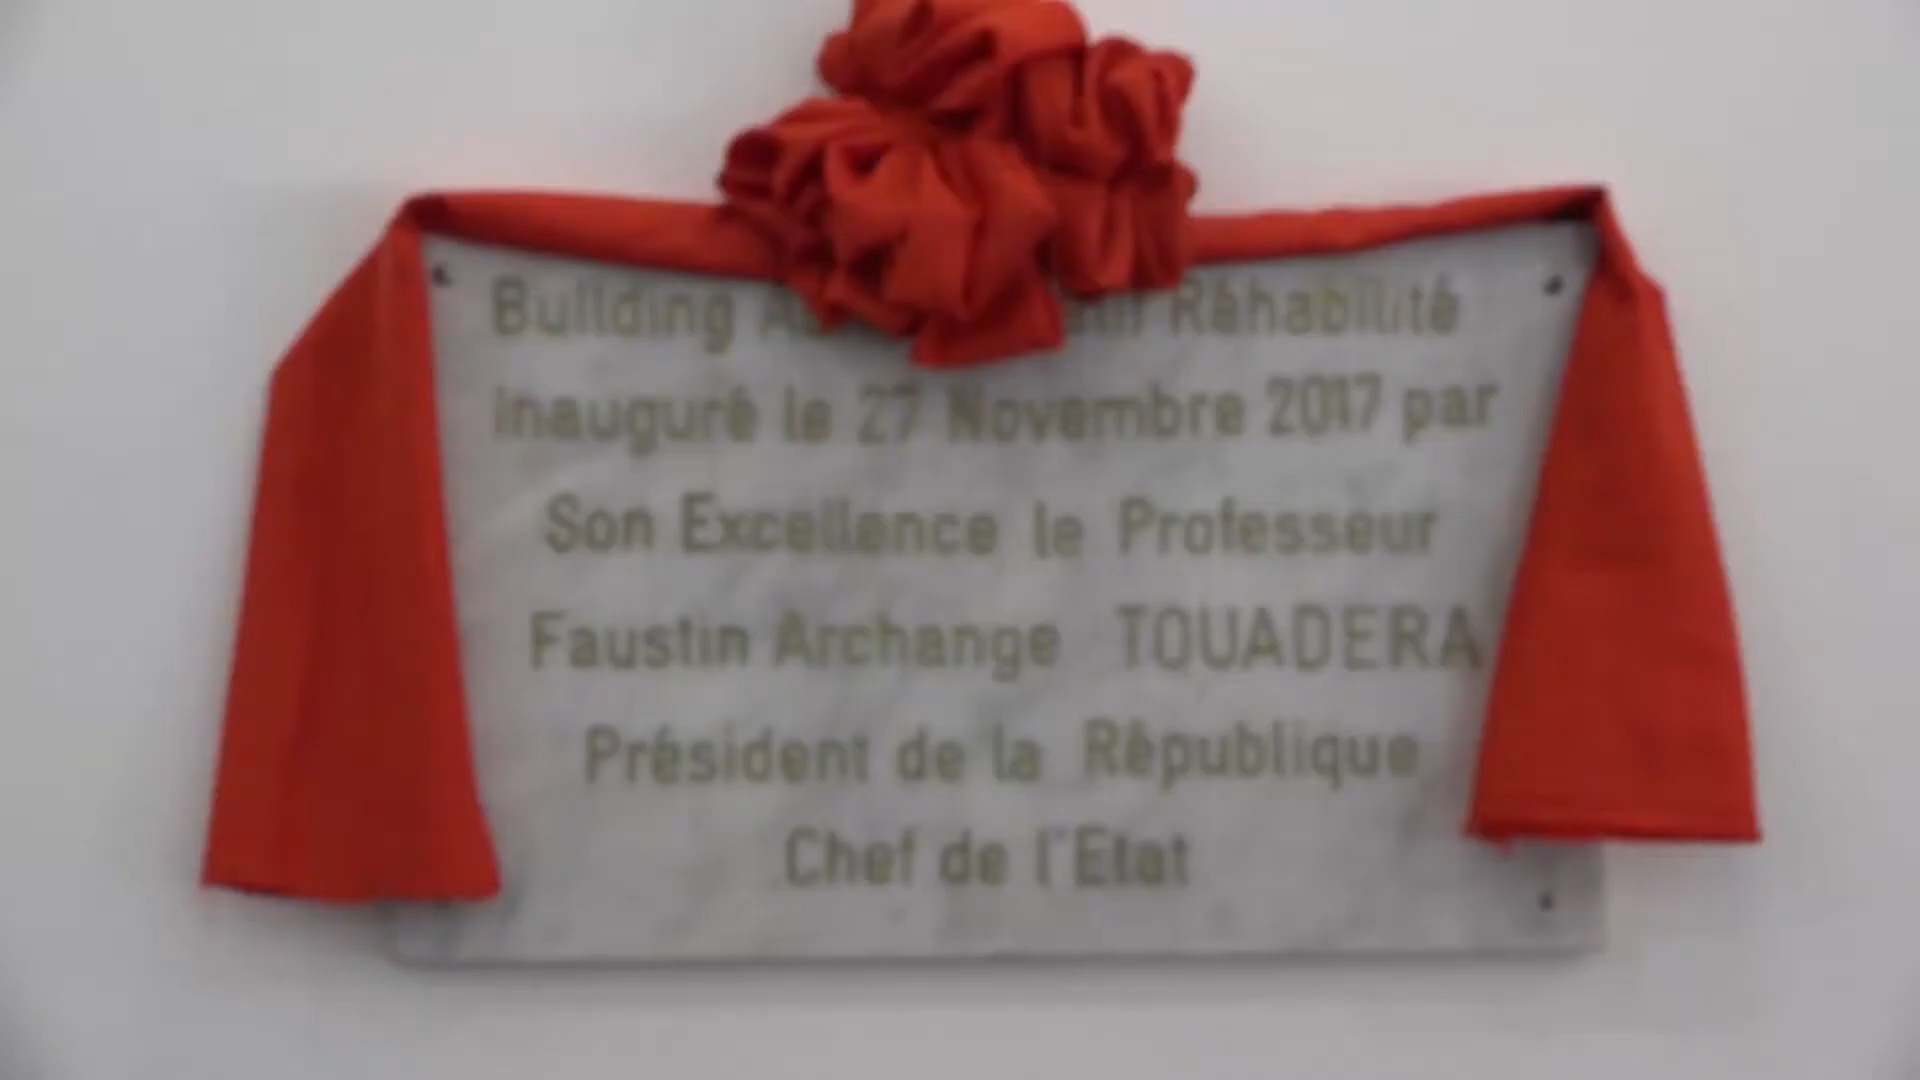 Building Réhabilité
inauguré le 27 Novembre 2017 par
Son Excellence le Professeur
Faustin Archange TOUADERA
Président de la République
Chef de l'Etat